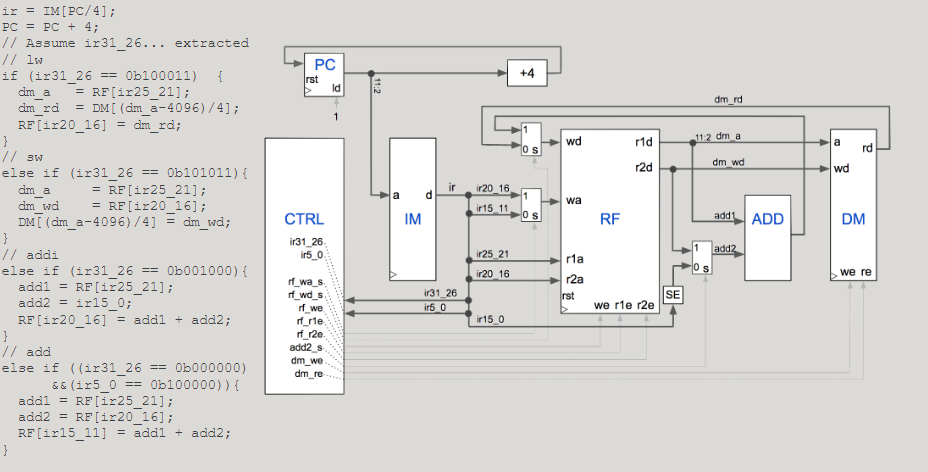 ir = IM[PC/4];
PC = PC + 4;
// Assume ir31_26... extracted
// lw
if (ir31_26 == 0b100011)  {
dm_a   = RF[ir25_21];
dm_rd  = DM[(dm_a-4096)/4];
RF[ir20_16] = dm_rd;
}
// sw
else if (ir31_26 == 0b101011){
dm_a     = RF[ir25_21];
dm_wd    = RF[ir20_16];
DM[(dm_a-4096)/4] = dm_wd;
}
// addi
else if (ir31_26 == 0b001000){
add1 = RF[ir25_21];
add2 = ir15_0;
RF[ir20_16] = add1 + add2;
}
// add
else if ((ir31_26 == 0b000000)
&&(ir5_0 == 0b100000)){
add1 = RF[ir25_21];
add2 = RF[ir20_16];
RF[ir15_11] = add1 + add2;
}
PC
rst
ld
1
11:2
+4
CTRL
ir31_26
ir5_0
rf_wa_s
rf_wd_s
rf_we
rf_r1e
rf_r2e
add2_s
dm_we
dm_re
a
d
IM
ir
ir20_16
ir15_11
ir25_21
ir20_16
ir31_26
ir5_0
ir15_0
1
0 s
1
0 s
wd
r1d
r2d
wa
RF
r1a
r2a
rst
we r1e r2e
SE
11:2 dm_a
dm_wd
dm_rd
add1
add2
1
0 s
ADD
a
rd
wd
DM
we re